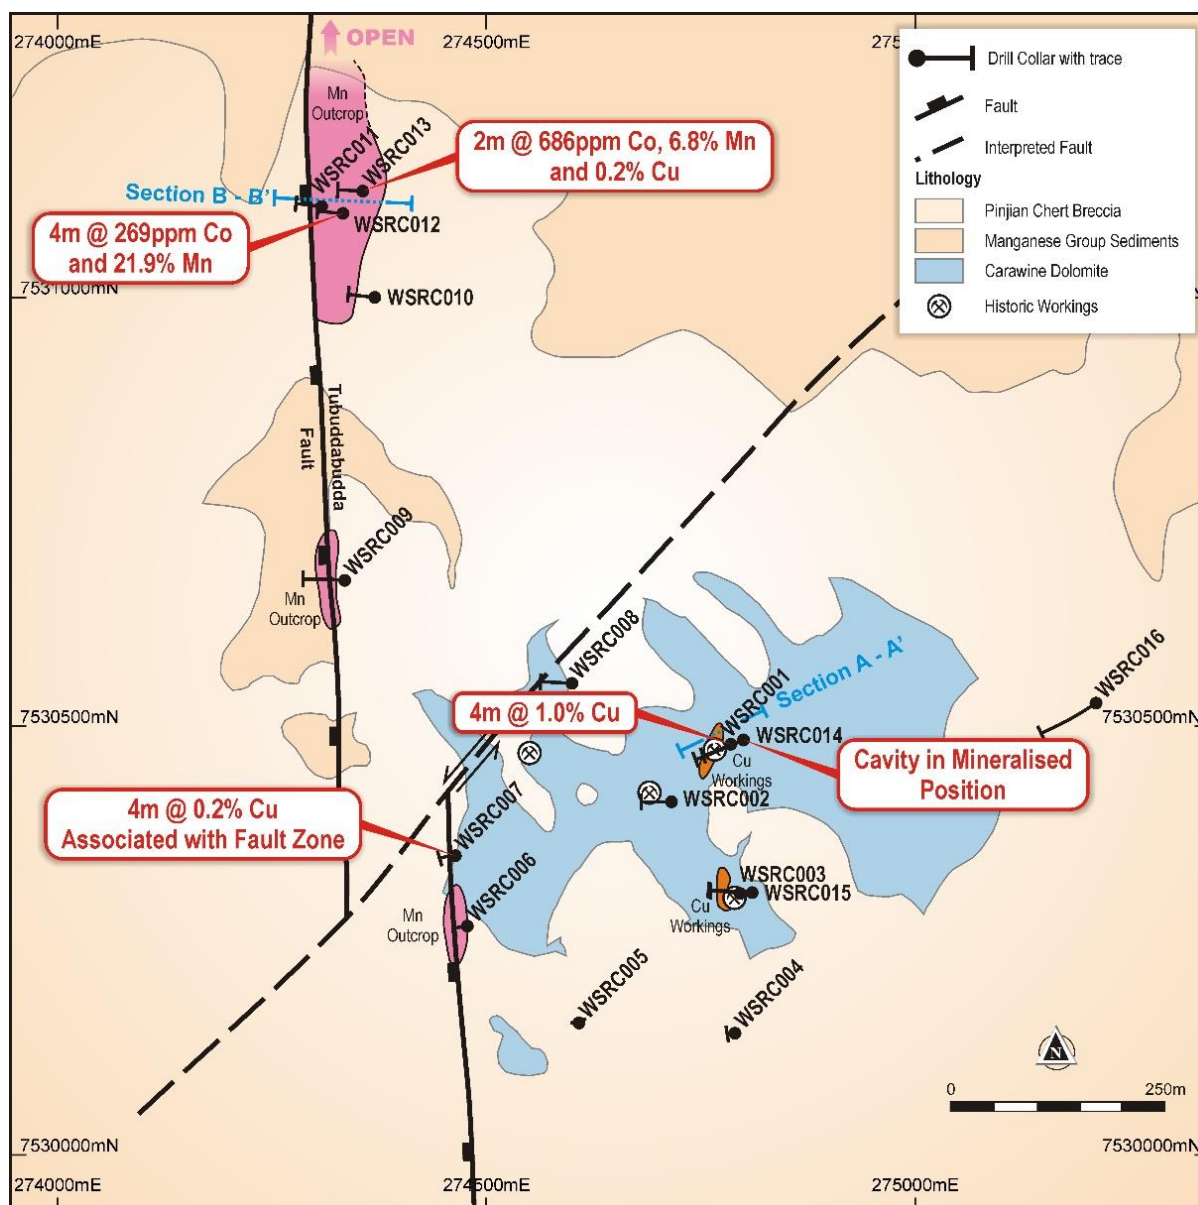 274000mE
274500mE
275
OPEN
Drill Collar with trace
Fault
Interpreted Fault
Lithology
Pinjian Chert Breccia
Manganese Group Sediments
Carawine Dolomite
Historic Workings
Mn
Outcrop
WSRC011
WSRC013
2m @ 686ppm Co, 6.8% Mn
and 0.2% Cu
Section B - B'
WSRC012
4m @ 269ppm Co
and 21.9% Mn
WSRC010
7531000mN
Tubuddabudda
Fault
WSRC009
Mn
Outcrop
WSRC008
WSRC001
Section A - A'
WSRC016
4m @ 1.0% Cu
WSRC014
7530500mN
7530500mN
Cu
Workings
Cavity in Mineralised
Position
WSRC002
4m @ 0.2% Cu
Associated with Fault Zone
WSRC007
WSRC006
WSRC003
WSRC015
Cu
Workings
Mn
Outcrop
WSRC005
WSRC004
N
0
250m
7530000mN
7530000mN
274000mE
274500mE
275000mE